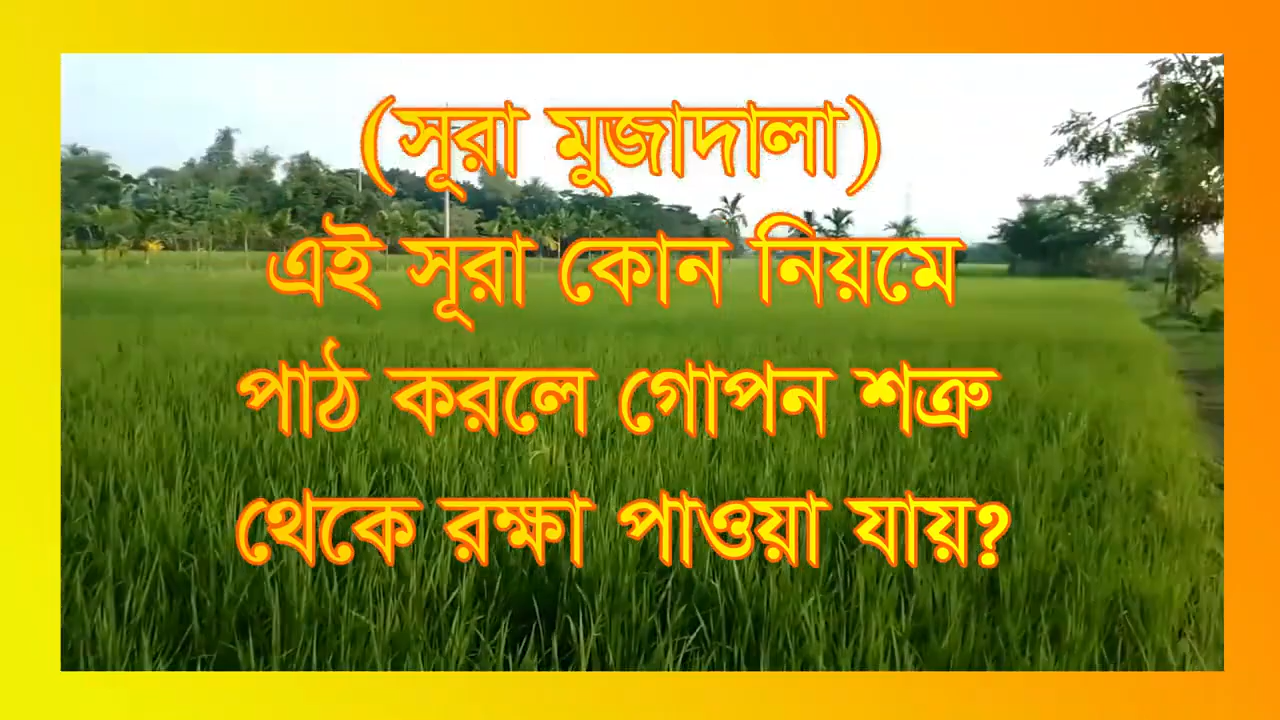 (সূরা মুজাদালা)
এই সূরা কোন নিয়মে
পাঠ করলে গোপন শত্রু
থেকে রক্ষা পাওয়া যায়?